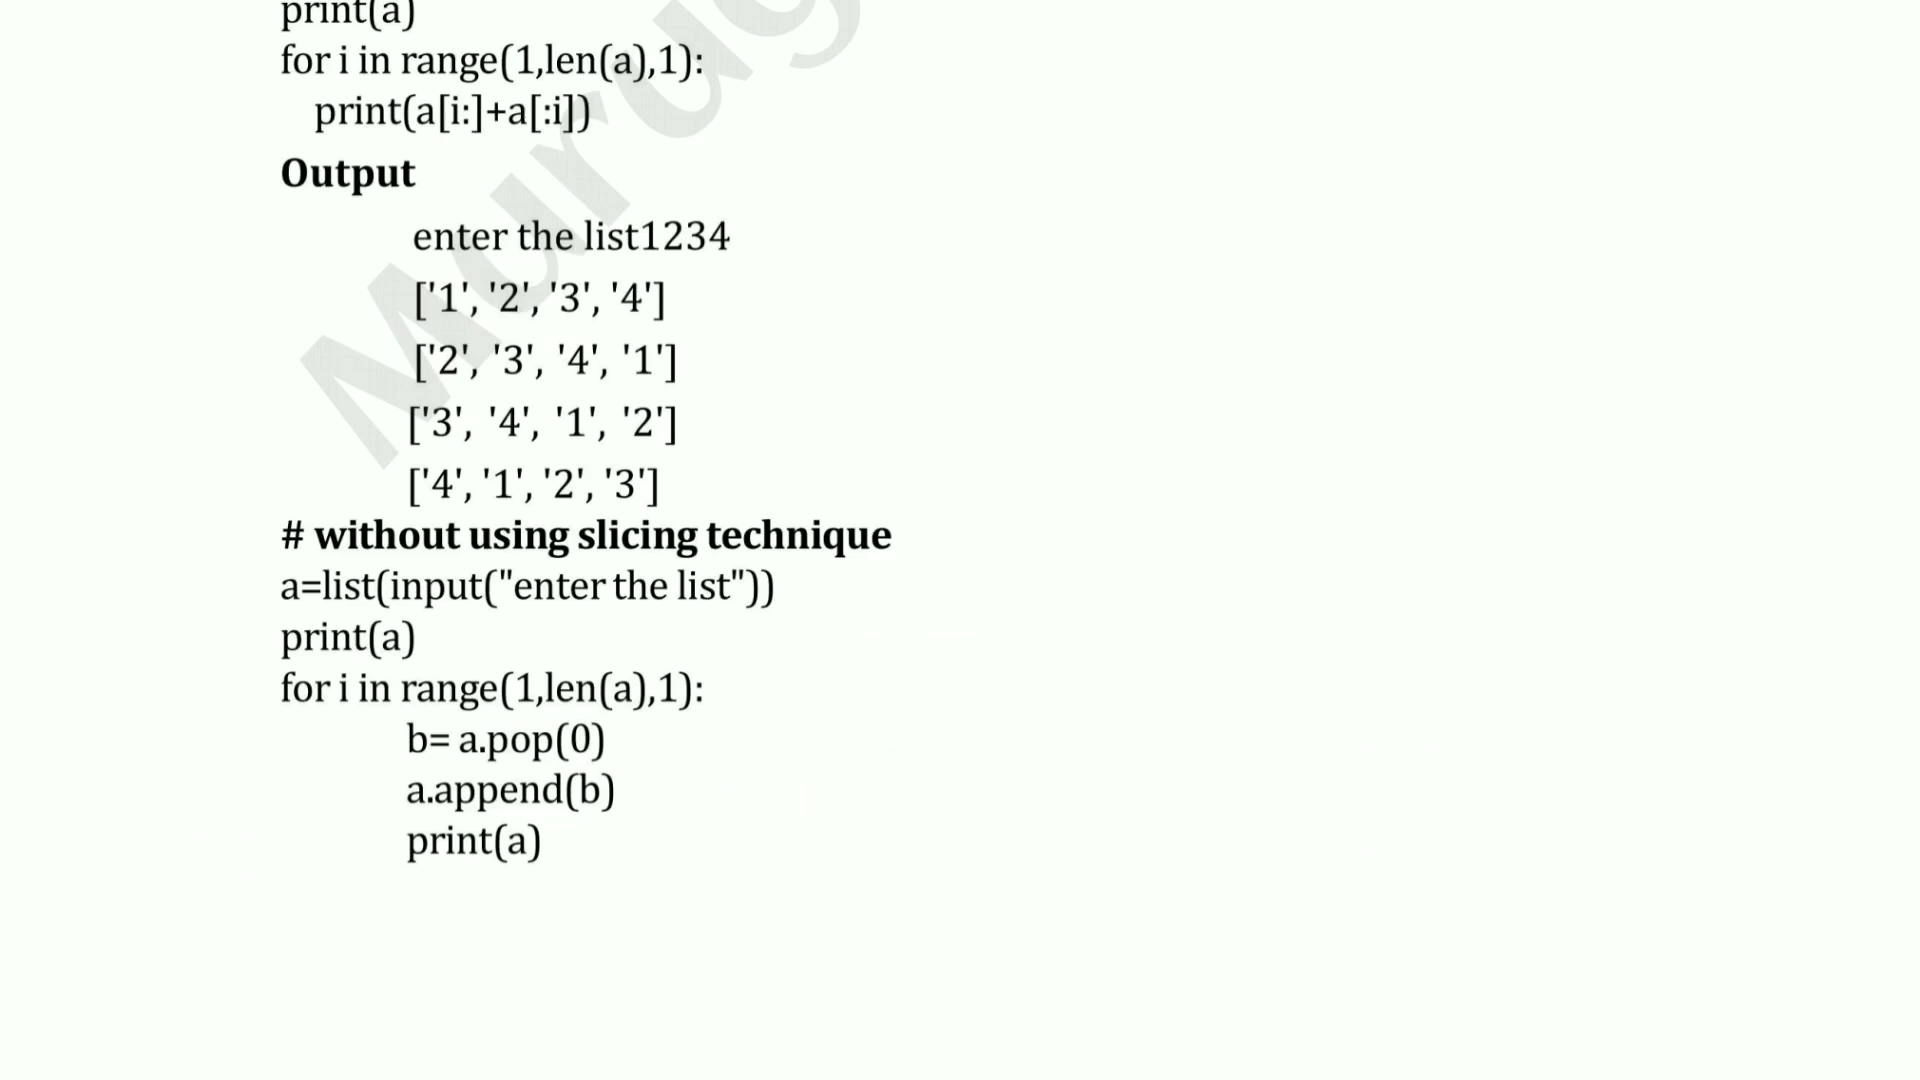 print(a)
for i in range(1,len(a),1):
print(a[i:]+a[:i])
Output
enter the list1234
['1', '2', '3', '4']
['2', '3', '4', '1']
['3', '4', '1', '2']
['4', '1', '2', '3']
# without using slicing technique
a=list(input("enter the list"))
print(a)
for i in range(1,len(a),1):
b= a.pop(0)
a.append(b)
print(a)